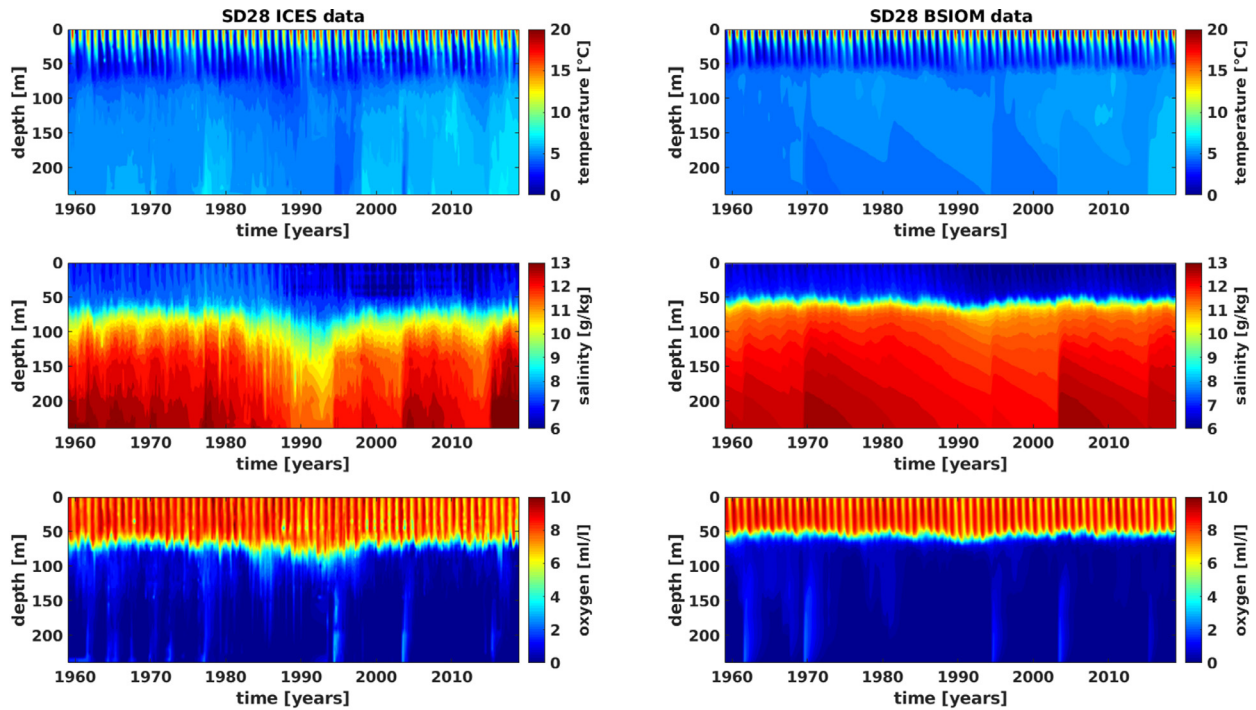 SD28 ICES data
0
50
100
150
200
depth [m]
1960 1970 1980 1990 2000 2010
time [years]
20
15
10
5
0
temperature [°C]
SD28 BSIOM data
0
50
100
150
200
depth [m]
1960 1970 1980 1990 2000 2010
time [years]
20
15
10
5
0
temperature [°C]
0
50
100
150
200
depth [m]
1960 1970 1980 1990 2000 2010
time [years]
13
12
11
10
9
8
7
6
salinity [g/kg]
0
50
100
150
200
depth [m]
1960 1970 1980 1990 2000 2010
time [years]
13
12
11
10
9
8
7
6
salinity [g/kg]
0
50
100
150
200
depth [m]
1960 1970 1980 1990 2000 2010
time [years]
10
8
6
4
2
0
oxygen [ml/l]
0
50
100
150
200
depth [m]
1960 1970 1980 1990 2000 2010
time [years]
10
8
6
4
2
0
oxygen [ml/l]